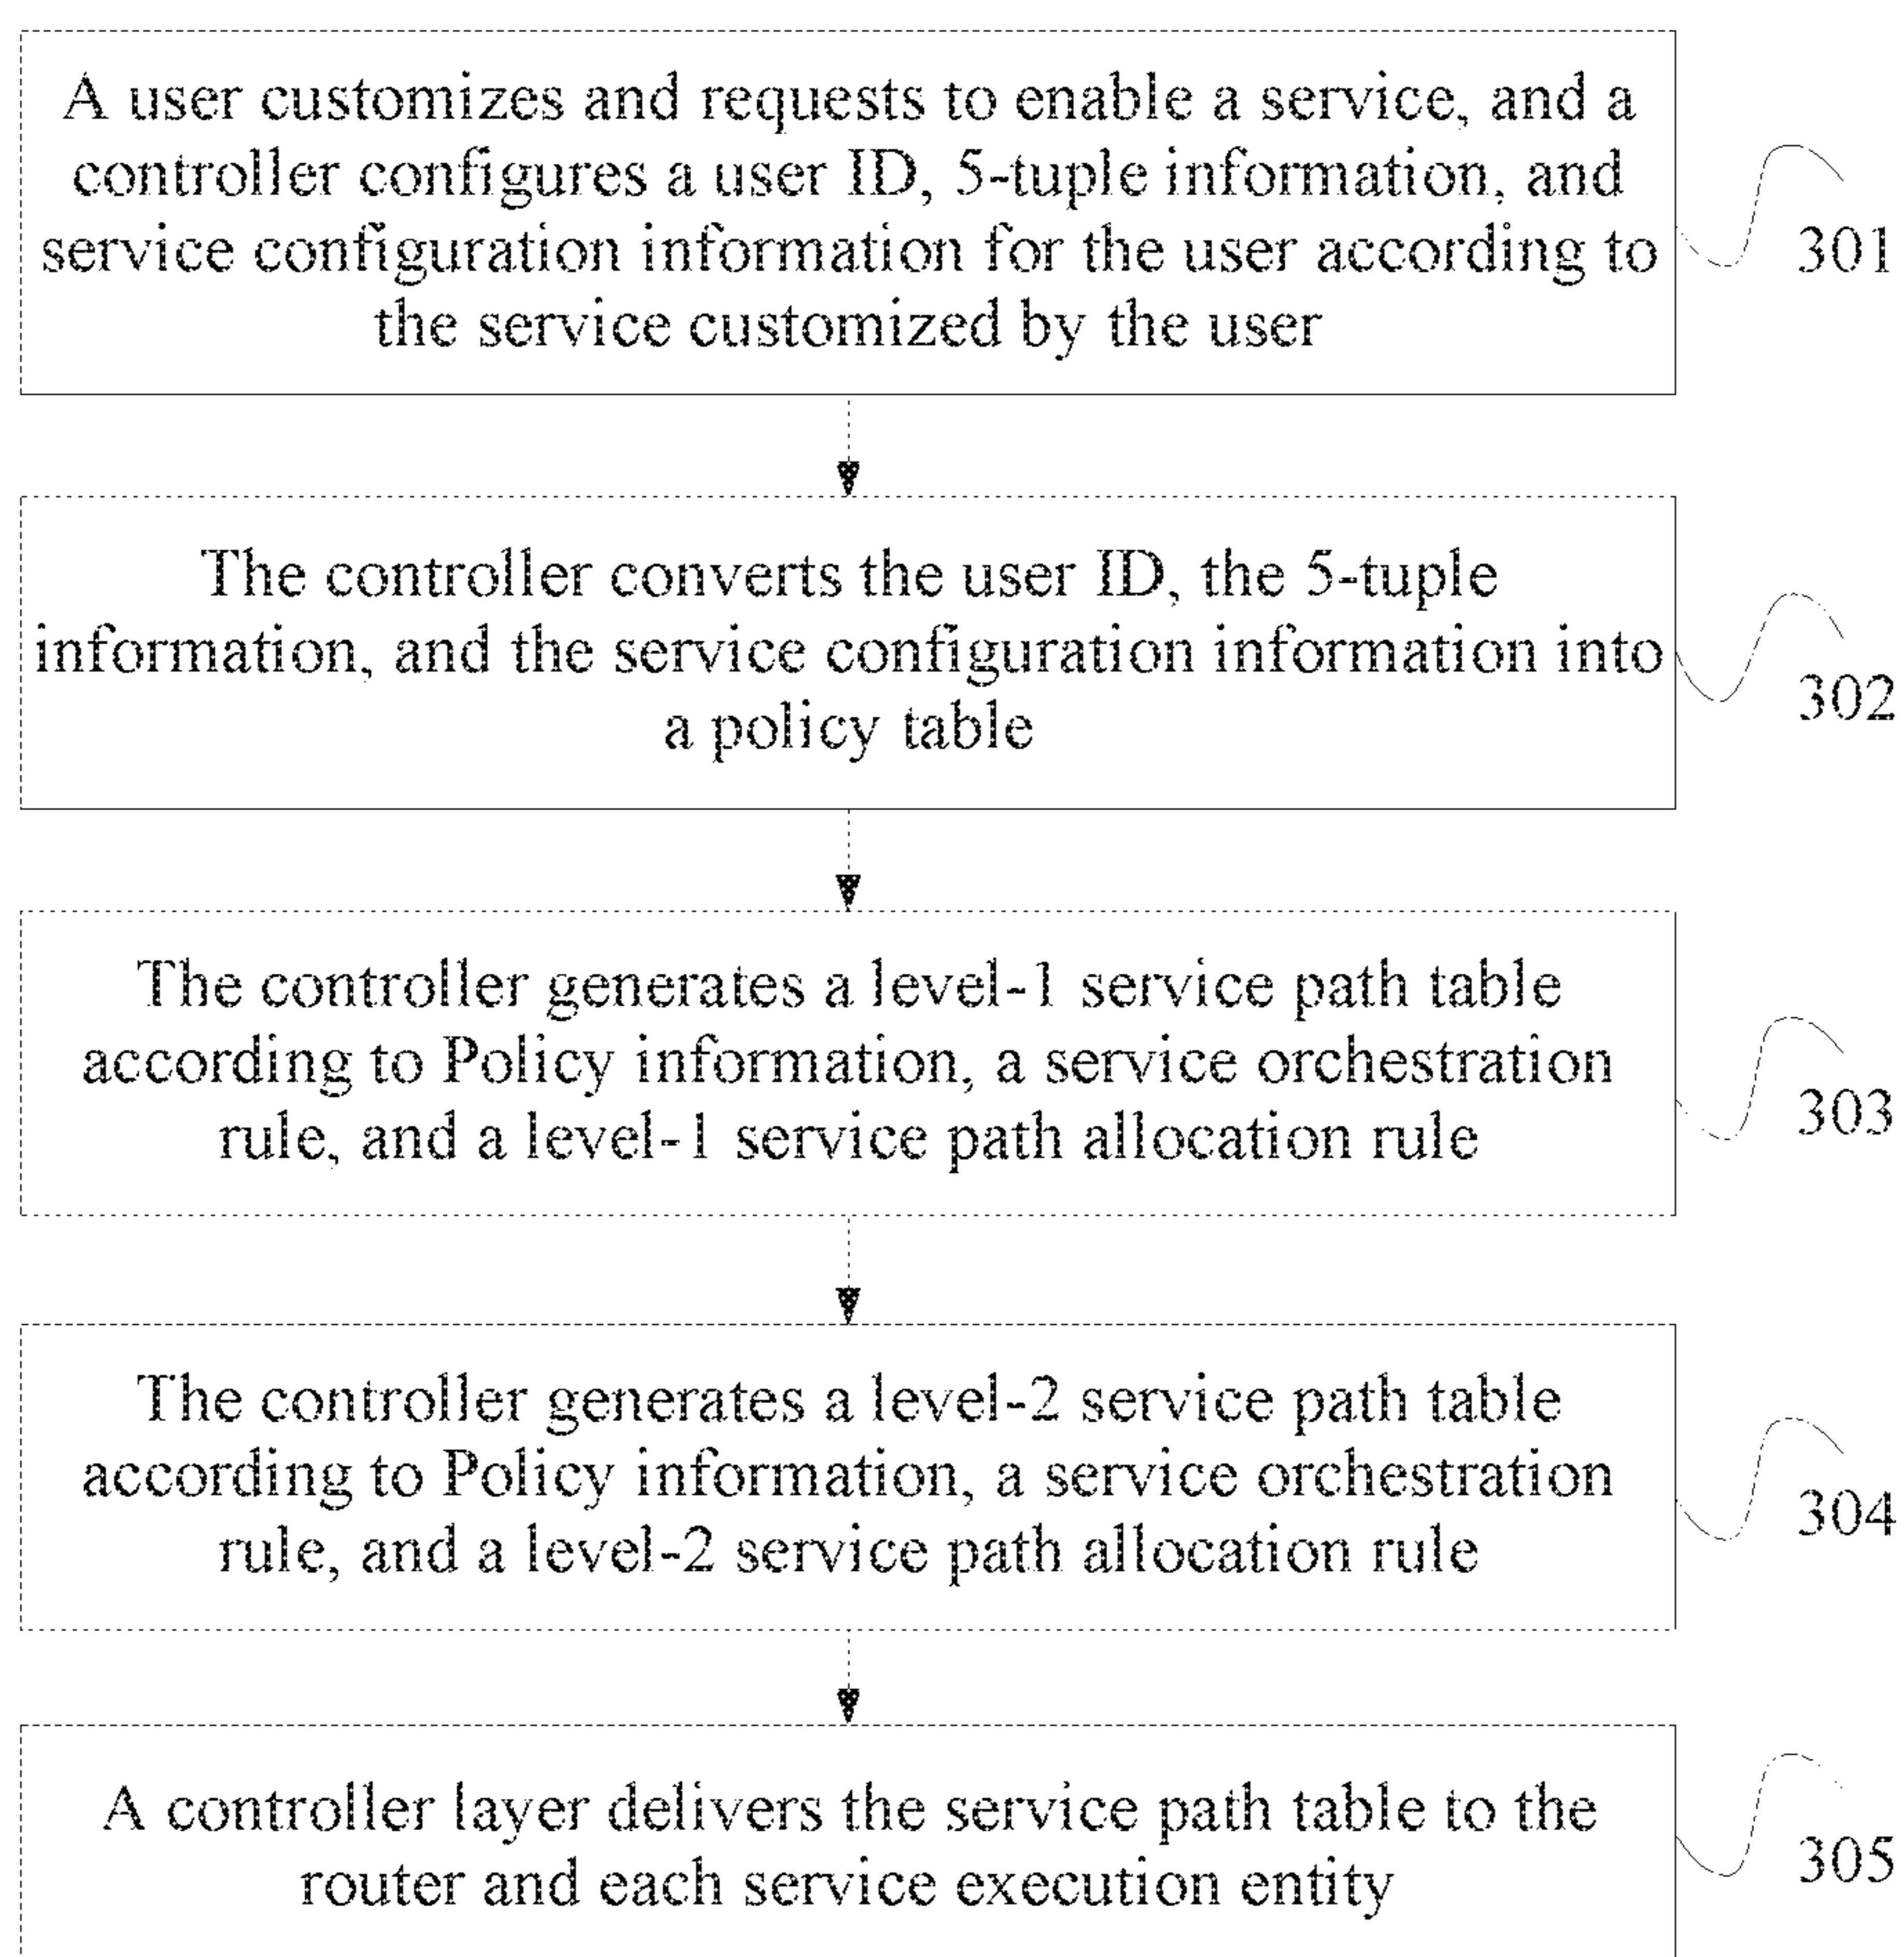 A user customizes and requests to enable a service, and a
controller configures a user ID, 5-tuple information, and
service configuration information for the user according to
the service customized by the user
301
The controller converts the user ID, the 5-tuple
information, and the service configuration information into
a policy table
302
The controller generates a level-1 service path table
according to Policy information, a service orchestration
rule, and a level-1 service path allocation rule
303
The controller generates a level-2 service path table
according to Policy information, a service orchestration
rule, and a level-2 service path allocation rule
304
A controller layer delivers the service path table to the
router and each service execution entity
305